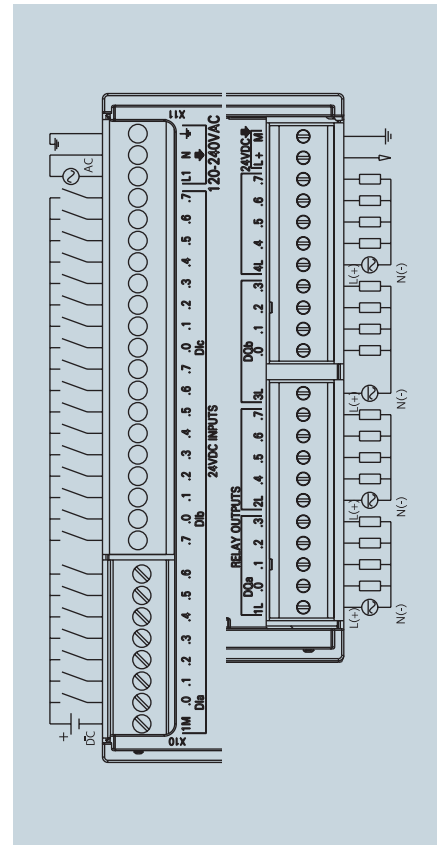 + DC AC
X10 X11
1M .0 .1 .2 .3 .4 .5 .6 .7 .0 .1 .2 .3 .4 .5 .6 .7 .0 .1 .2 .3 .4 .5 .6 .7 L1 N
DIa DIb DIc
24VDC INPUTS 120-240VAC
RELAY OUTPUTS 24VDC
DQa DQb
1L .0 .1 .2 .3 2L .4 .5 .6 .7 3L .0 .1 .2 .3 4L .4 .5 .6 .7 L+ M
L(+) L(+) L(+) L(+)
N(-) N(-) N(-) N(-)